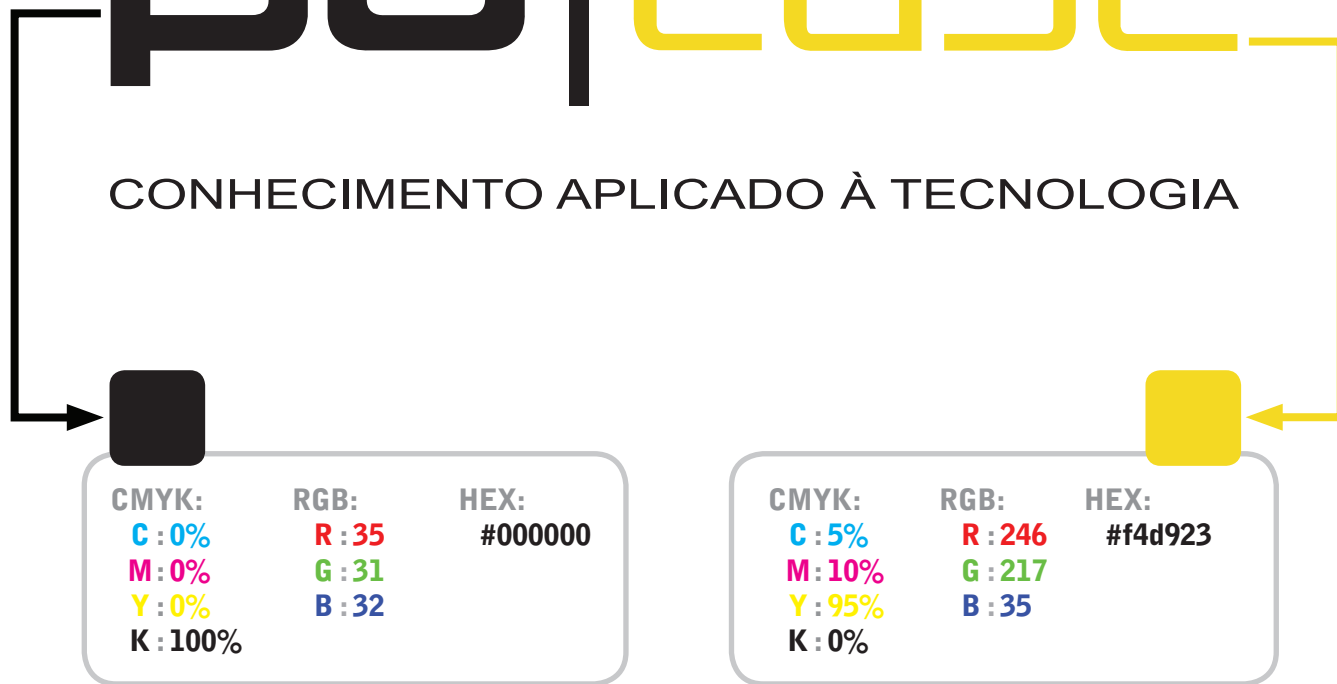 CONHECIMENTO APLICADO À TECNOLOGIA
CMYK: RGB: HEX:
C : 0% R : 35 #000000
M : 0% G : 31
Y : 0% B : 32
K : 100%
CMYK: RGB: HEX:
C : 5% R : 246 #f4d923
M : 10% G : 217
Y : 95% B : 35
K : 0%